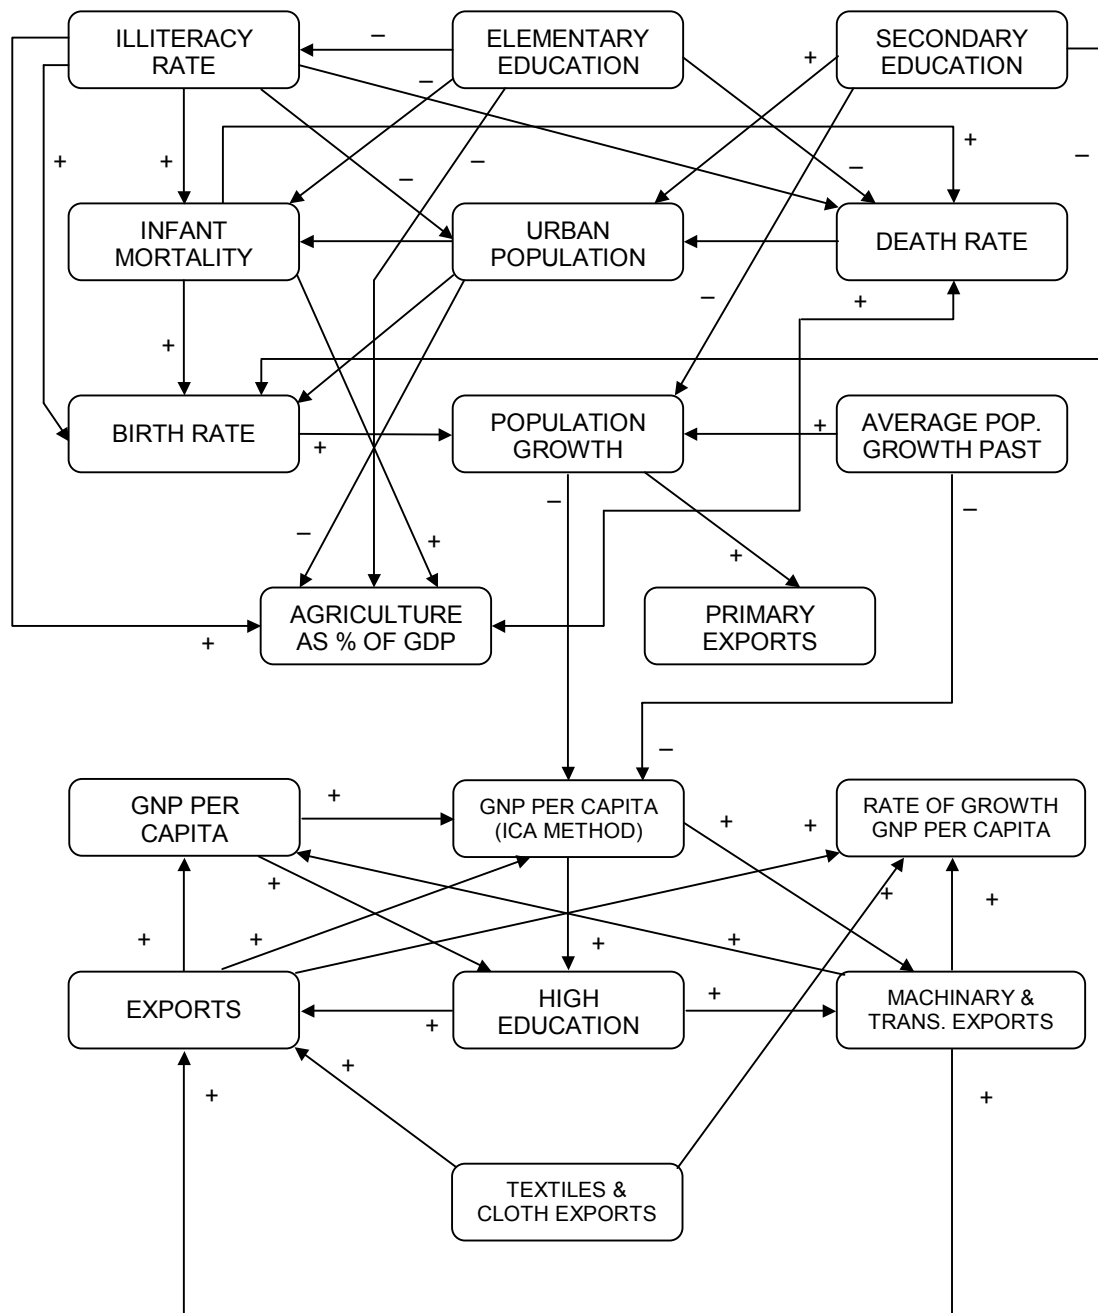 ILLITERACY
RATE
–
ELEMENTARY
EDUCATION
SECONDARY
EDUCATION
+
–
+
+
–
–
–
+
–
INFANT
MORTALITY
URBAN
POPULATION
DEATH RATE
+
–
+
BIRTH RATE
+
POPULATION
GROWTH
+
AVERAGE POP.
GROWTH PAST
–
–
–
+
+
AGRICULTURE
AS % OF GDP
PRIMARY
EXPORTS
+
–
GNP PER
CAPITA
+
GNP PER CAPITA
(ICA METHOD)
+
+
RATE OF GROWTH
GNP PER CAPITA
+
+
+
+
+
+
+
EXPORTS
+
HIGH
EDUCATION
+
MACHINARY &
TRANS. EXPORTS
+
+
+
TEXTILES &
CLOTH EXPORTS